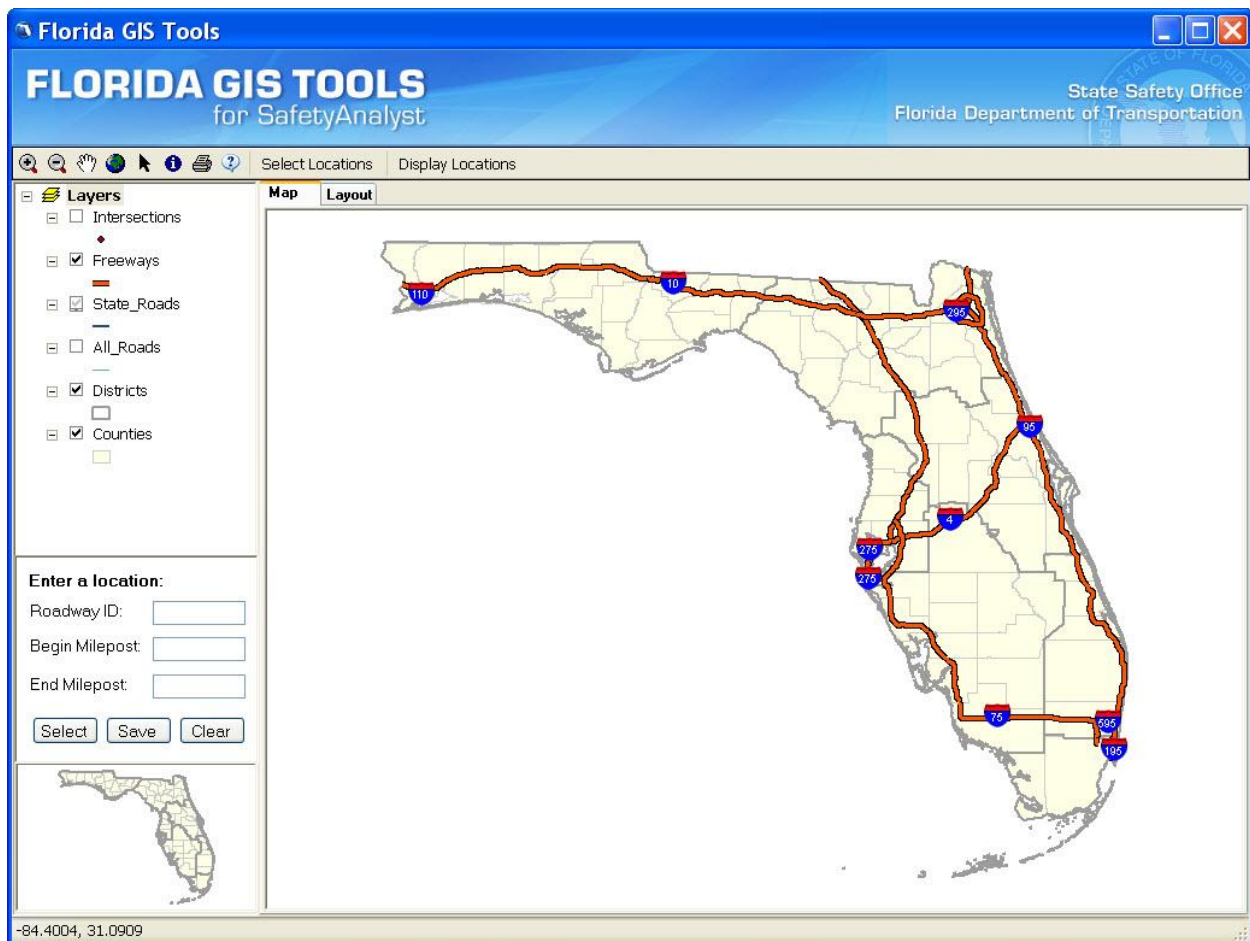 Florida GIS Tools
FLORIDA GIS TOOLS
for SafetyAnalyst
State Safety Office
Florida Department of Transportation
Select Locations
Display Locations
Layers
Intersections
Freeways
State_Roads
All_Roads
Districts
Counties
Map
Layout
110
10
295
95
4
275
275
75
595
195
Enter a location:
Roadway ID:
Begin Milepost:
End Milepost:
Select
Save
Clear
-84.4004, 31.0909